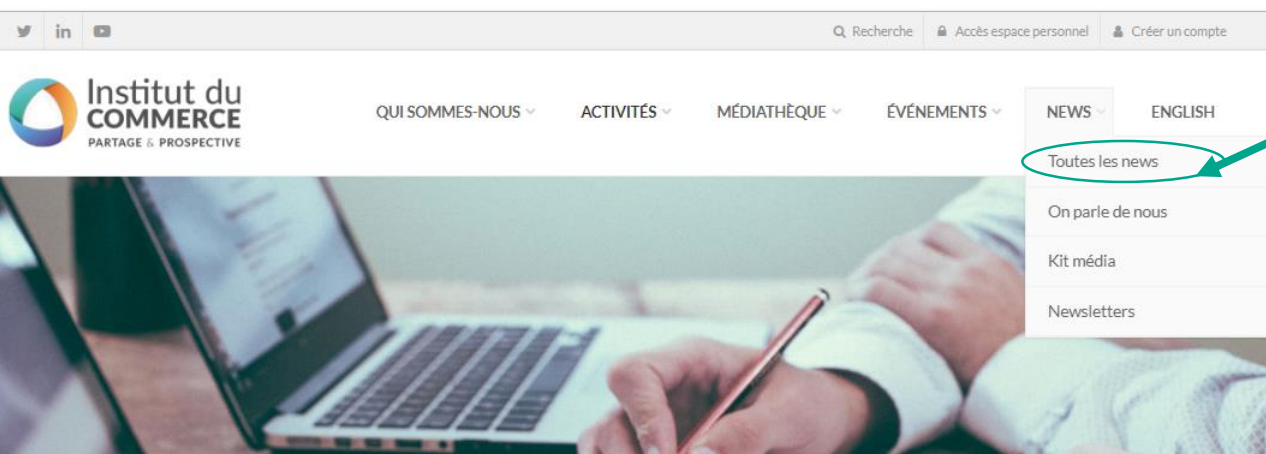 in
Recherche Accès espace personnel Créer un compte
Institut du
COMMERCE
PARTAGE & PROSPECTIVE
QUI SOMMES-NOUS ACTIVITÉS MÉDIATHÈQUE ÉVÉNEMENTS NEWS ENGLISH
Toutes les news
On parle de nous
Kit média
Newsletters